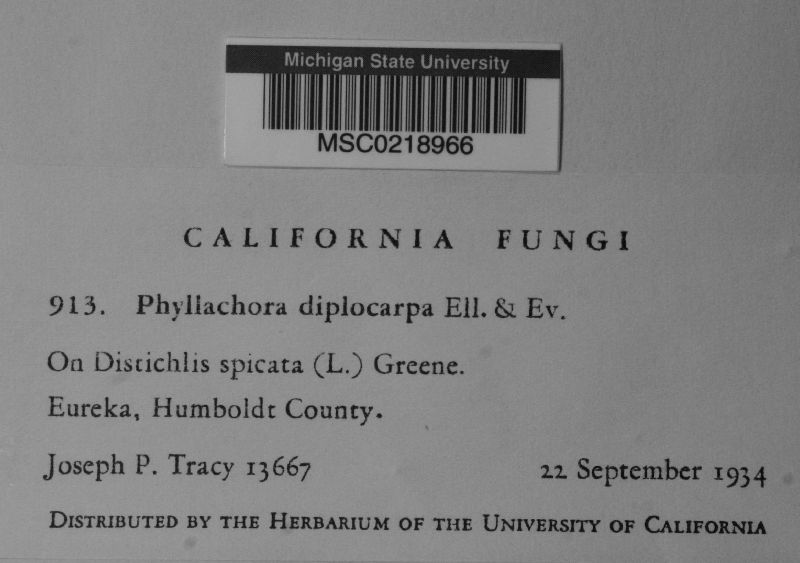 Michigan State University
MSC0218966
CALIFORNIA FUNGI
913. Phyllachora diplocarpa Ell. & Ev.
On Distichlis spicata (L.) Greene.
Eureka, Humboldt County.
Joseph P. Tracy 13667 22 September 1934
DISTRIBUTED BY THE HERBARIUM OF THE UNIVERSITY OF CALIFORNIA